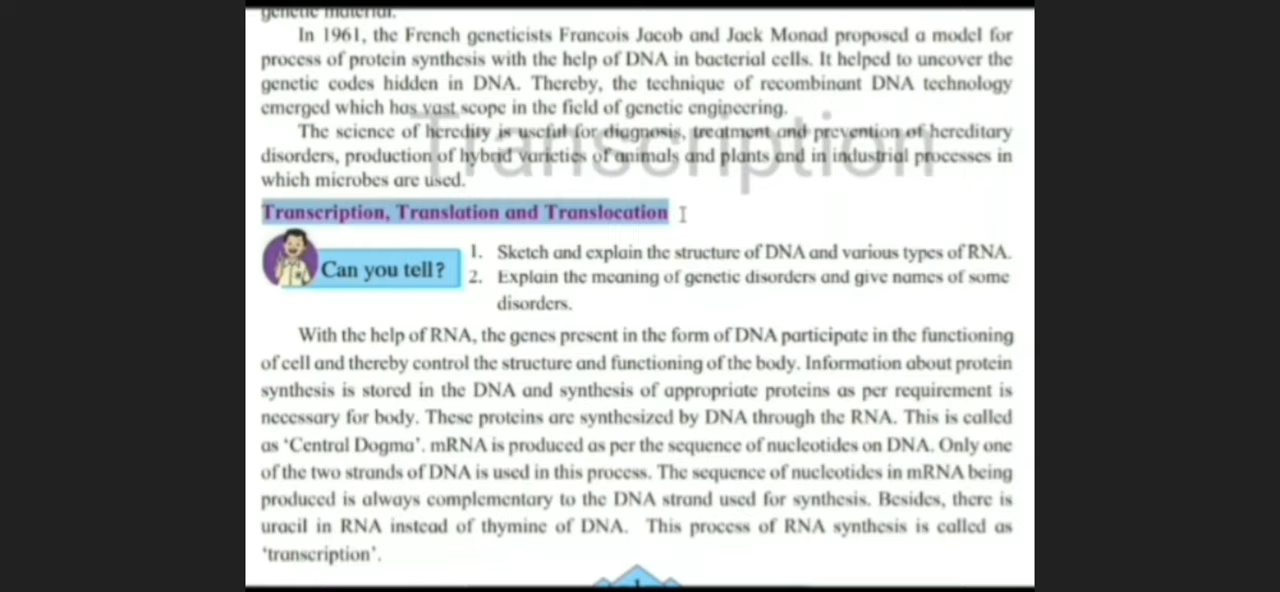 genetic material.
In 1961, the French geneticists Francois Jacob and Jack Monad proposed a model for
process of protein synthesis with the help of DNA in bacterial cells. It helped to uncover the
genetic codes hidden in DNA. Thereby, the technique of recombinant DNA technology
emerged which has vast scope in the field of genetic engineering.
The science of heredity is useful for diagnosis, treatment and prevention of hereditary
disorders, production of hybrid varieties of animals and plants and in industrial processes in
which microbes are used.
Transcription
Transcription, Translation and Translocation
Can you tell?
1. Sketch and explain the structure of DNA and various types of RNA.
2. Explain the meaning of genetic disorders and give names of some
disorders.
With the help of RNA, the genes present in the form of DNA participate in the functioning
of cell and thereby control the structure and functioning of the body. Information about protein
synthesis is stored in the DNA and synthesis of appropriate proteins as per requirement is
necessary for body. These proteins are synthesized by DNA through the RNA. This is called
as ‘Central Dogma’. mRNA is produced as per the sequence of nucleotides on DNA. Only one
of the two strands of DNA is used in this process. The sequence of nucleotides in mRNA being
produced is always complementary to the DNA strand used for synthesis. Besides, there is
uracil in RNA instead of thymine of DNA. This process of RNA synthesis is called as
‘transcription’.
1